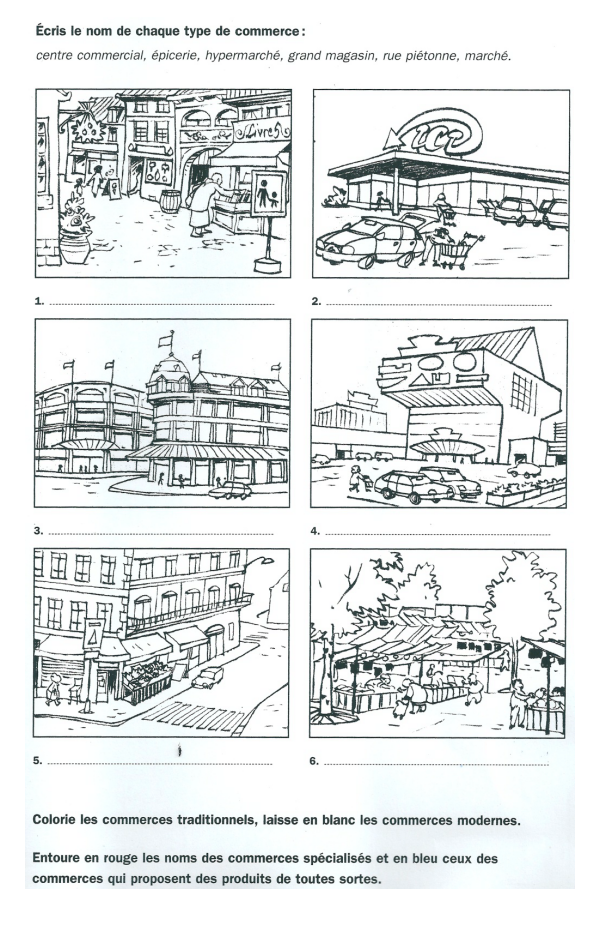 Écris le nom de chaque type de commerce :
centre commercial, épicerie, hypermarché, grand magasin, rue piétonne, marché.
Livres
1. ................................................
2. ................................................
3. ................................................
4. ................................................
5. ................................................
6. ................................................
Colorie les commerces traditionnels, laisse en blanc les commerces modernes.
Entoure en rouge les noms des commerces spécialisés et en bleu ceux des
commerces qui proposent des produits de toutes sortes.